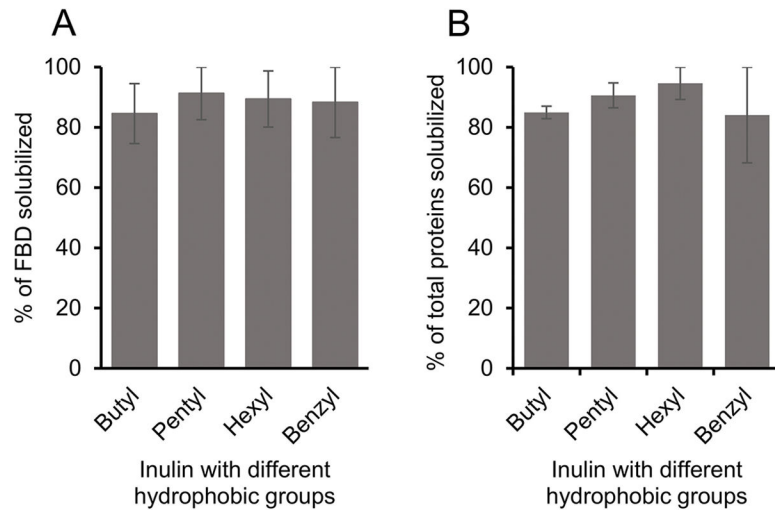 A
% of FBD solubilized
100
80
60
40
20
0
Butyl
Pentyl
Hexyl
Benzyl
Inulin with different
hydrophobic groups
B
% of total proteins solubilized
100
80
60
40
20
0
Butyl
Pentyl
Hexyl
Benzyl
Inulin with different
hydrophobic groups